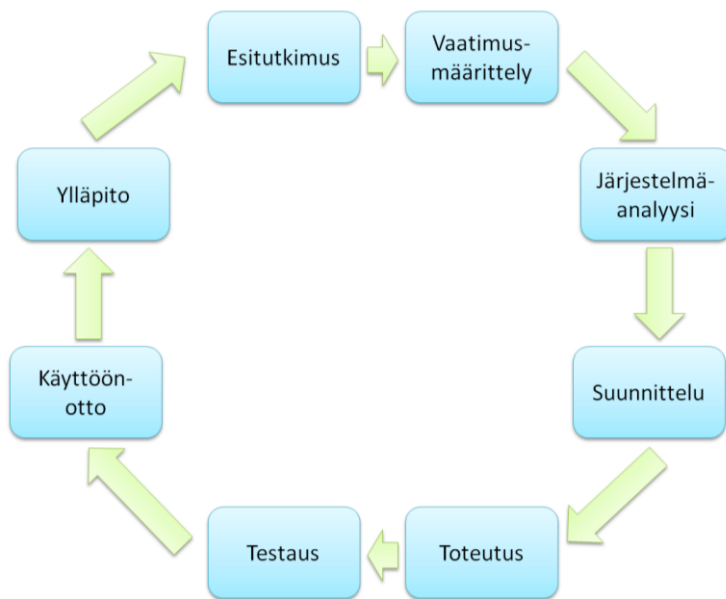 Esitutkimus
Vaatimus-
määrittely
Järjestelmä-
analyysi
Suunnittelu
Toteutus
Testaus
Käyttöön-
otto
Ylläpito